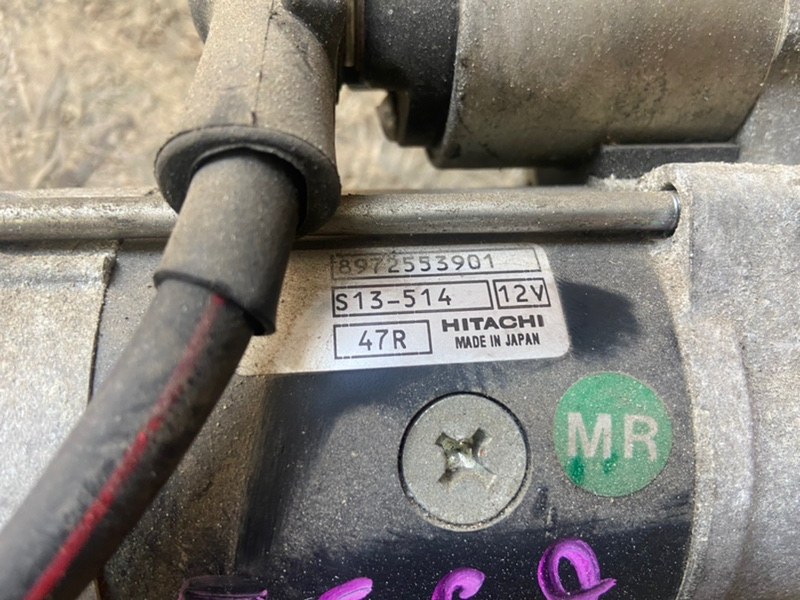 8972553901
S13-514 12V
47R HITACHI
MADE IN JAPAN
MR